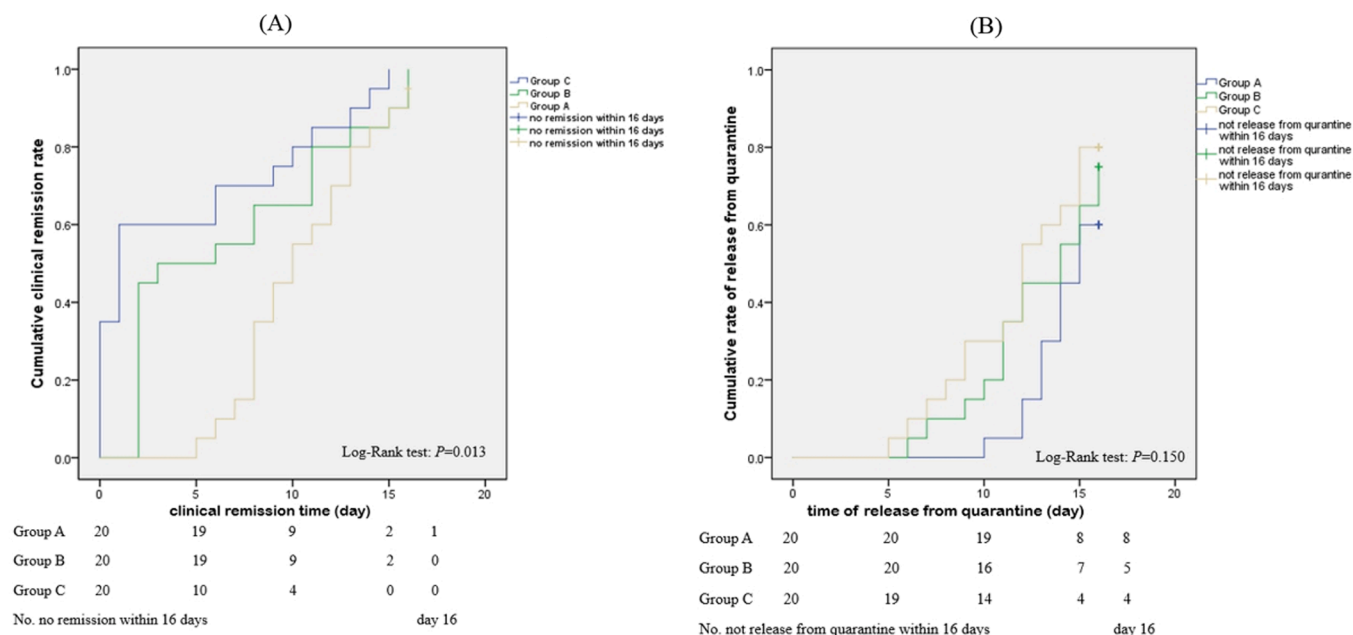 (A)
1.0
0.8
0.6
0.4
0.2
0.0
Cumulative clinical remission rate
Group C
Group B
Group A
no remission within 16 days
no remission within 16 days
no remission within 16 days
Log-Rank test: P=0.013
0 5 10 15 20
clinical remission time (day)
Group A 20 19 9 2 1
Group B 20 19 9 2 0
Group C 20 10 4 0 0
No. no remission within 16 days day 16
(B)
1.0
0.8
0.6
0.4
0.2
0.0
Cumulative rate of release from quarantine
Group A
Group B
Group C
not release from qurantine
within 16 days
not release from qurantine
within 16 days
not release from qurantine
within 16 days
Log-Rank test: P=0.150
0 5 10 15 20
time of release from quarantine (day)
Group A 20 20 19 8 8
Group B 20 20 16 7 5
Group C 20 19 14 4 4
No. not release from quarantine within 16 days day 16